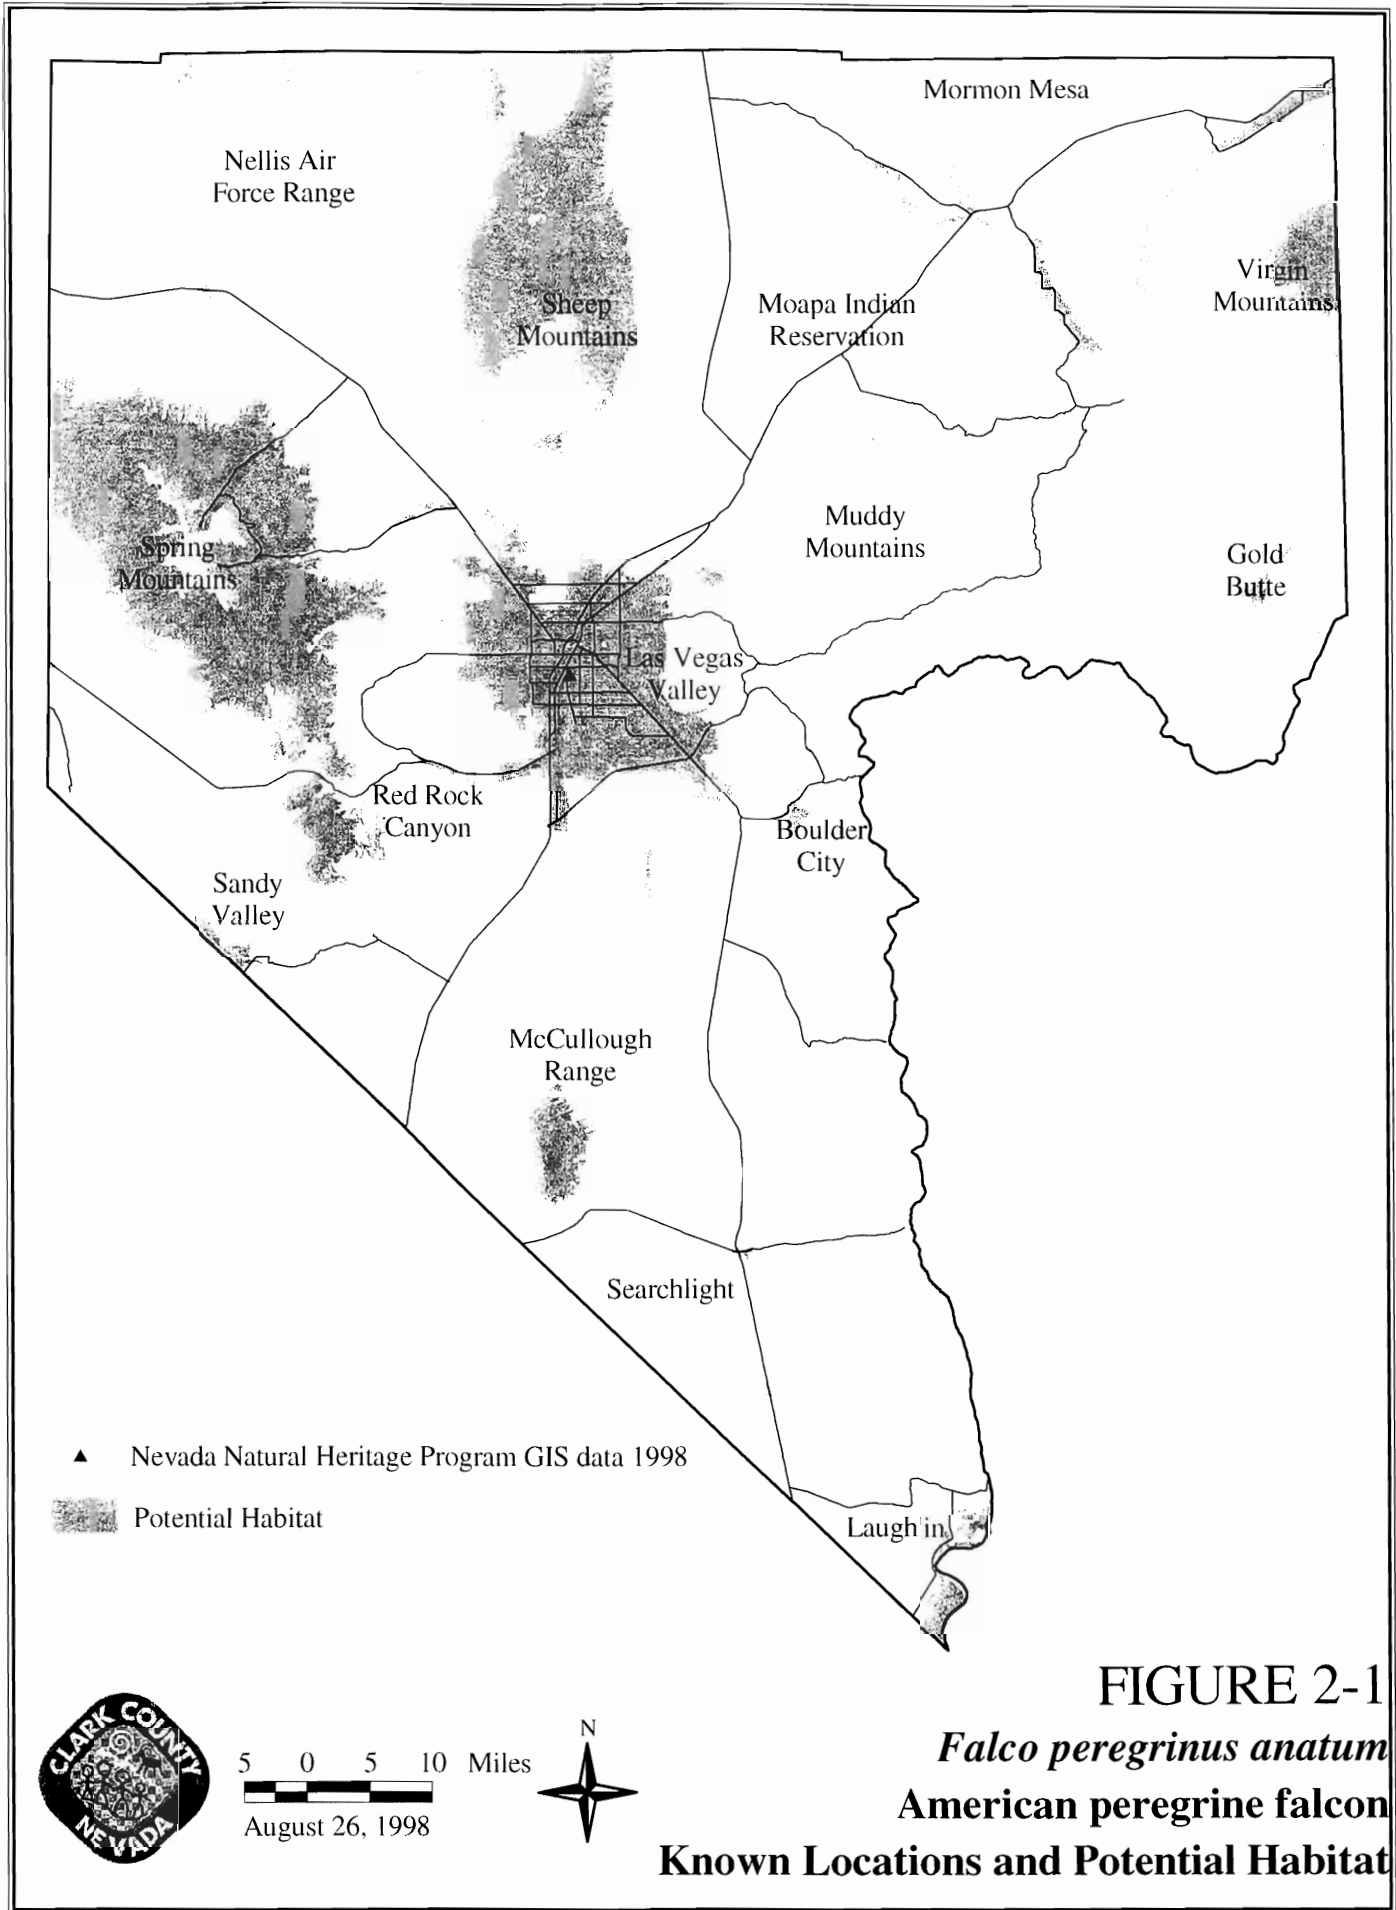 Mormon Mesa
Nellis Air
Force Range
Virgin
Mountains
Sheep
Mountains
Moapa Indian
Reservation
Muddy
Mountains
Spring
Mountains
Gold
Butte
Las Vegas
Valley
Red Rock
Canyon
Boulder
City
Sandy
Valley
McCullough
Range
Searchlight
Nevada Natural Heritage Program GIS data 1998
Potential Habitat
Laughlin
FIGURE 2-1
Falco peregrinus anatum
American peregrine falcon
Known Locations and Potential Habitat
CLARK COUNTY
NEVADA
5 0 5 10 Miles
August 26, 1998
N